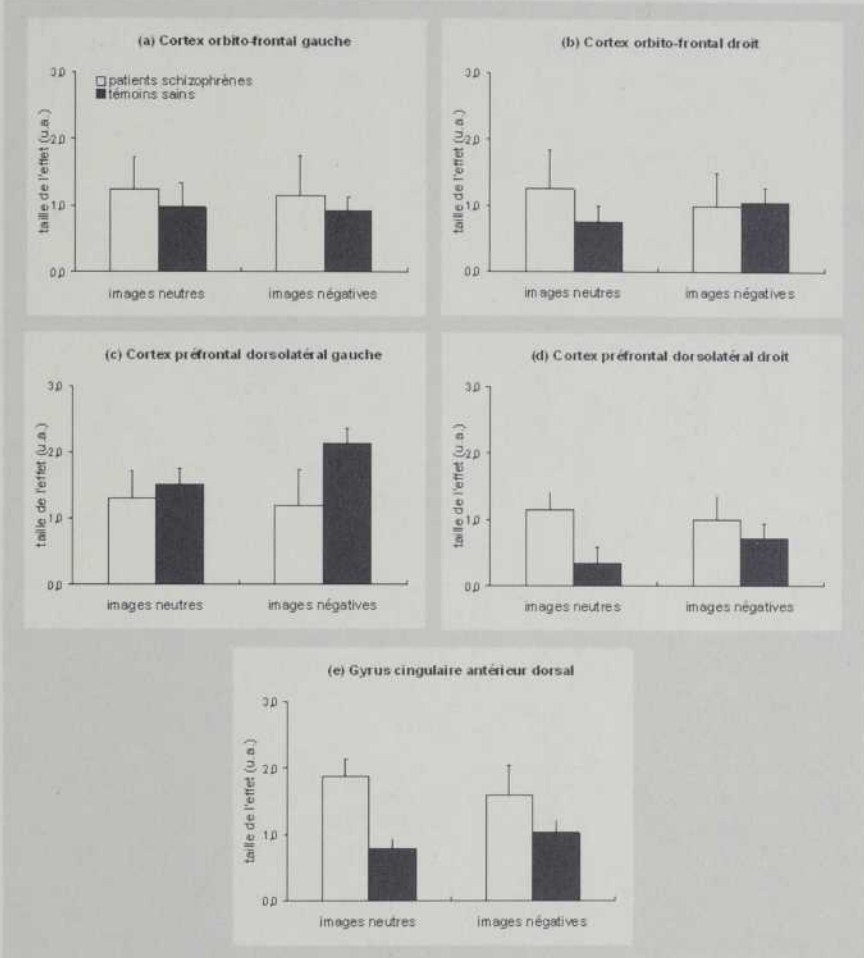 (a) Cortex orbito-frontal gauche
3,0
2,0
1,0
0,0
taille de l'effet (u.a.)
patients schizophrènes
témoins sains
images neutres images négatives
(b) Cortex orbito-frontal droit
3,0
2,0
1,0
0,0
taille de l'effet (u.a.)
images neutres images négatives
(c) Cortex préfrontal dorsolatéral gauche
3,0
2,0
1,0
0,0
taille de l'effet (u.a.)
images neutres images négatives
(d) Cortex préfrontal dorsolatéral droit
3,0
2,0
1,0
0,0
taille de l'effet (u.a.)
images neutres images négatives
(e) Gyrus cingulaire antérieur dorsal
3,0
2,0
1,0
0,0
taille de l'effet (u.a.)
images neutres images négatives